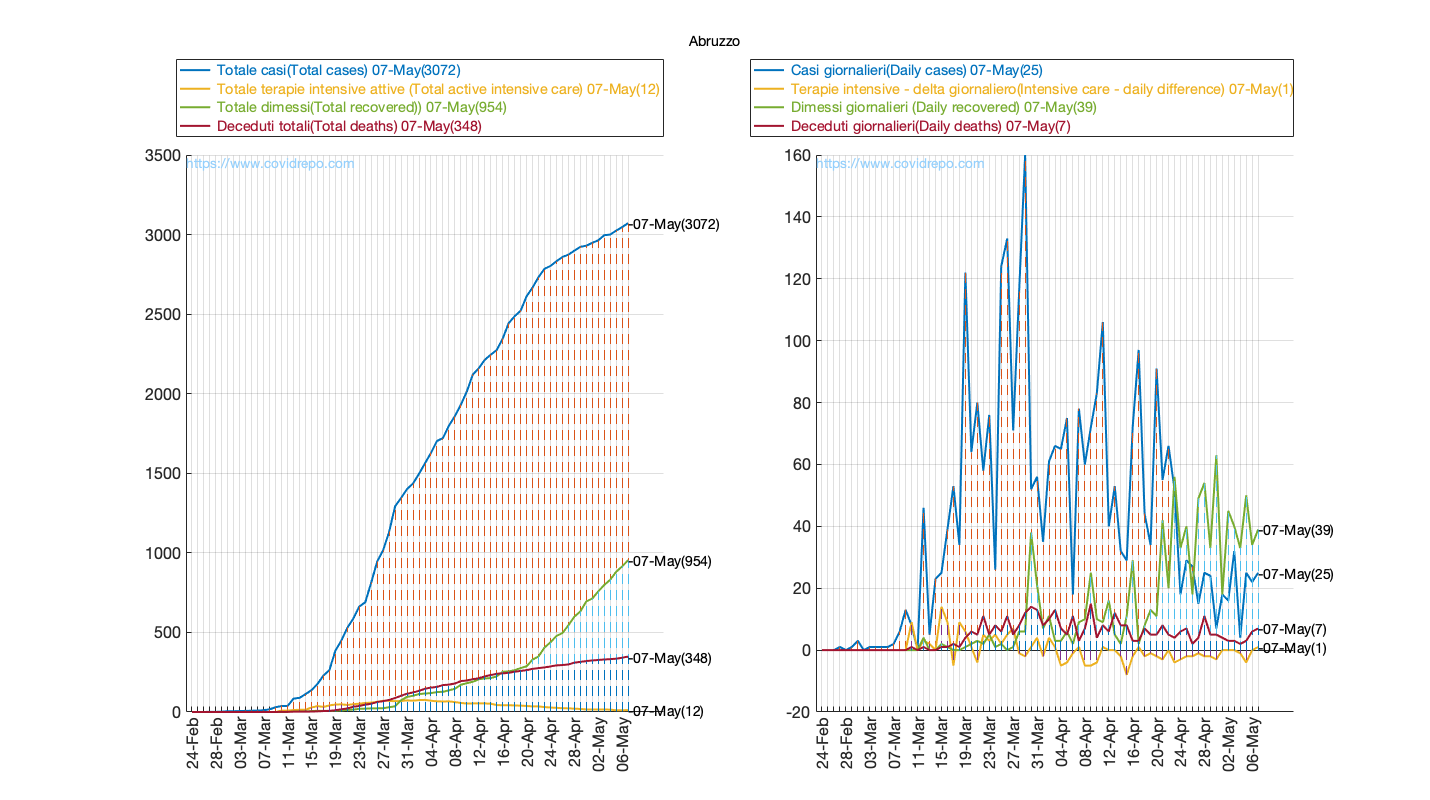 Abruzzo
Totale casi(Total cases) 07-May(3072)
Totale terapie intensive attive (Total active intensive care) 07-May(12)
Totale dimessi(Total recovered)) 07-May(954)
Deceduti totali(Total deaths) 07-May(348)
3500
https://www.covidrepo.com
3000
2500
2000
1500
1000
500
0
07-May(3072)
07-May(954)
07-May(348)
07-May(12)
24-Feb
28-Feb
03-Mar
07-Mar
11-Mar
15-Mar
19-Mar
23-Mar
27-Mar
31-Mar
04-Apr
08-Apr
12-Apr
16-Apr
20-Apr
24-Apr
28-Apr
02-May
06-May
Casi giornalieri(Daily cases) 07-May(25)
Terapie intensive - delta giornaliero(Intensive care - daily difference) 07-May(1)
Dimessi giornalieri (Daily recovered) 07-May(39)
Deceduti giornalieri(Daily deaths) 07-May(7)
160
https://www.covidrepo.com
140
120
100
80
60
40
20
0
-20
07-May(39)
07-May(25)
07-May(7)
07-May(1)
24-Feb
28-Feb
03-Mar
07-Mar
11-Mar
15-Mar
19-Mar
23-Mar
27-Mar
31-Mar
04-Apr
08-Apr
12-Apr
16-Apr
20-Apr
24-Apr
28-Apr
02-May
06-May